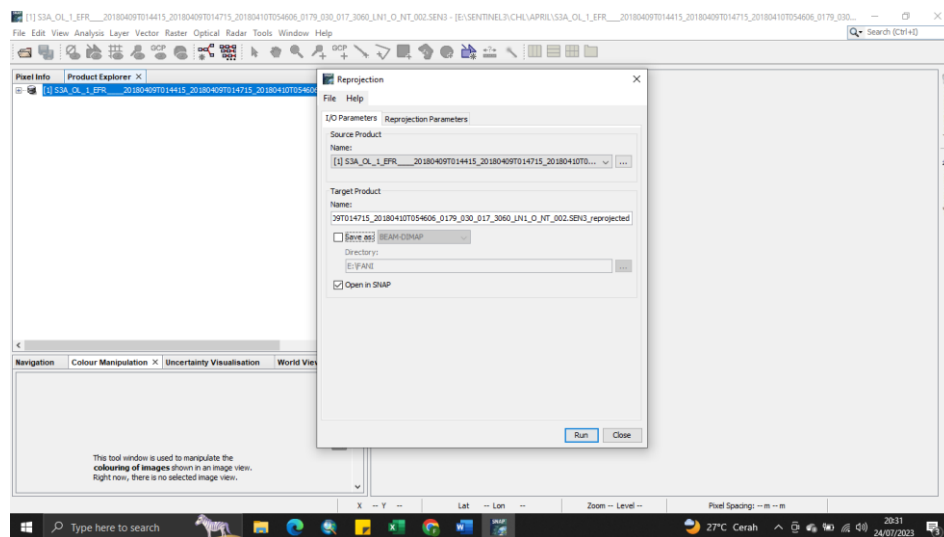 [1] S3A_OL_1_EFR____20180409T014415_20180409T014715_20180410T054606_0179_030_017_3060_LN1_O_NT_002.SEN3 - [E:\SENTINEL3\CHL\APRIL\S3A_OL_1_EFR____20180409T014415_20180409T014715_20180410T054606_0179_030...
File Edit View Analysis Layer Vector Raster Optical Radar Tools Window Help
Search (Ctrl+I)
Pixel Info Product Explorer
[1] S3A_OL_1_EFR____20180409T014415_20180409T014715_20180410T054606
Reprojection
File Help
I/O Parameters Reprojection Parameters
Source Product
Name:
[1] S3A_OL_1_EFR____20180409T014415_20180409T014715_20180410T0... ...
Target Product
Name:
09T014715_20180410T054606_0179_030_017_3060_LN1_O_NT_002.SEN3_reprojected
Save as: BEAM-DIMAP
Directory:
E:\FANI ...
Open in SNAP
Run Close
Navigation Colour Manipulation Uncertainty Visualisation World View
This tool window is used to manipulate the
colouring of images shown in an image view.
Right now, there is no selected image view.
X -- Y -- Lat -- Lon -- Zoom -- Level -- Pixel Spacing: -- m -- m
Type here to search
SNAP
27°C Cerah
20:31
24/07/2023
3